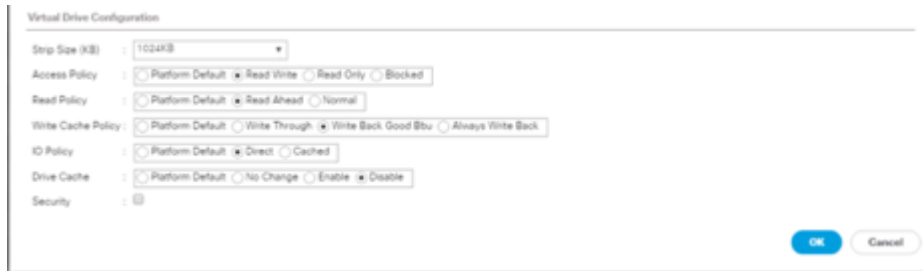 Virtual Drive Configuration
Strip Size (KB) : 1024KB
Access Policy : Platform Default Read Write Read Only Blocked
Read Policy : Platform Default Read Ahead Normal
Write Cache Policy : Platform Default Write Through Write Back Good Bbu Always Write Back
IO Policy : Platform Default Direct Cached
Drive Cache : Platform Default No Change Enable Disable
Security :
OK Cancel